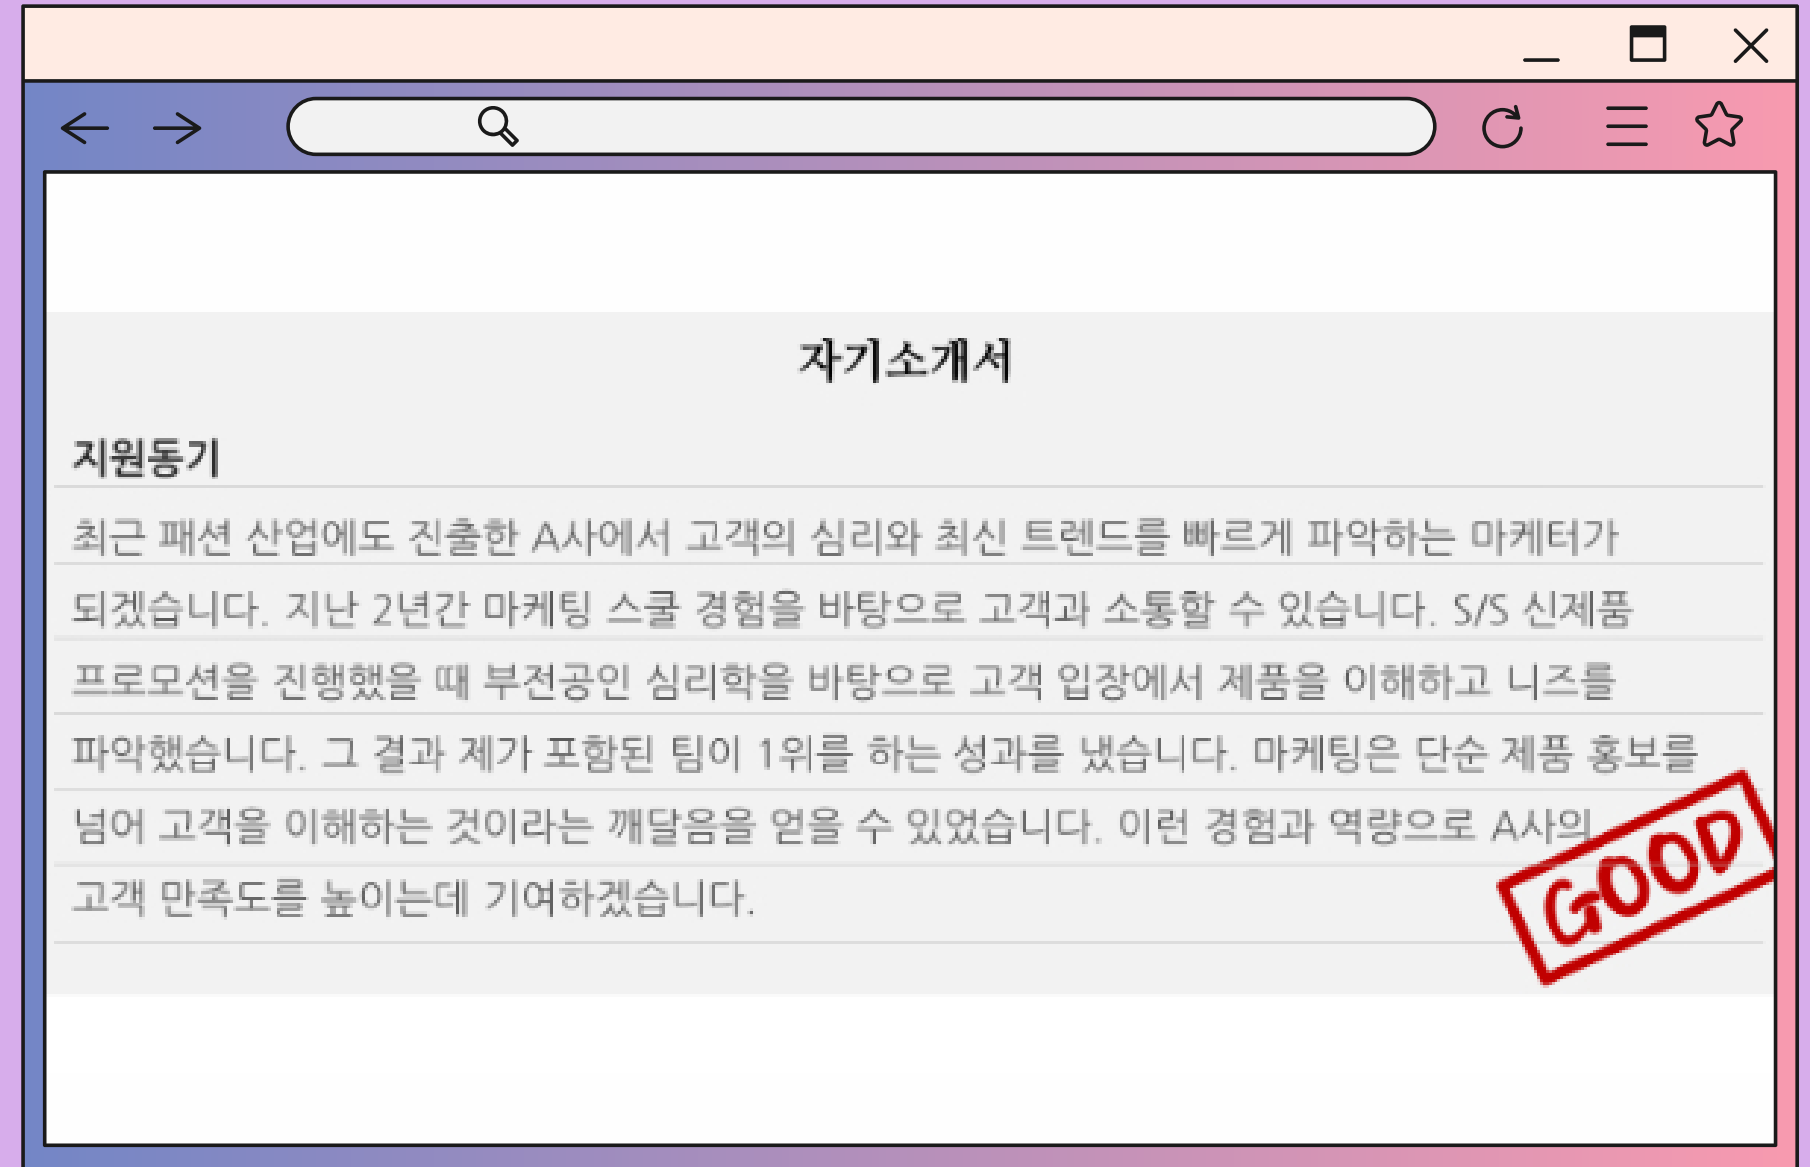 자기소개서
지원동기
최근 패션 산업에도 진출한 A사에서 고객의 심리와 최신 트렌드를 빠르게 파악하는 마케터가
되겠습니다. 지난 2년간 마케팅 스쿨 경험을 바탕으로 고객과 소통할 수 있습니다. S/S 신제품
프로모션을 진행했을 때 부전공인 심리학을 바탕으로 고객 입장에서 제품을 이해하고 니즈를
파악했습니다. 그 결과 제가 포함된 팀이 1위를 하는 성과를 냈습니다. 마케팅은 단순 제품 홍보를
넘어 고객을 이해하는 것이라는 깨달음을 얻을 수 있었습니다. 이런 경험과 역량으로 A사의
고객 만족도를 높이는데 기여하겠습니다.
GOOD